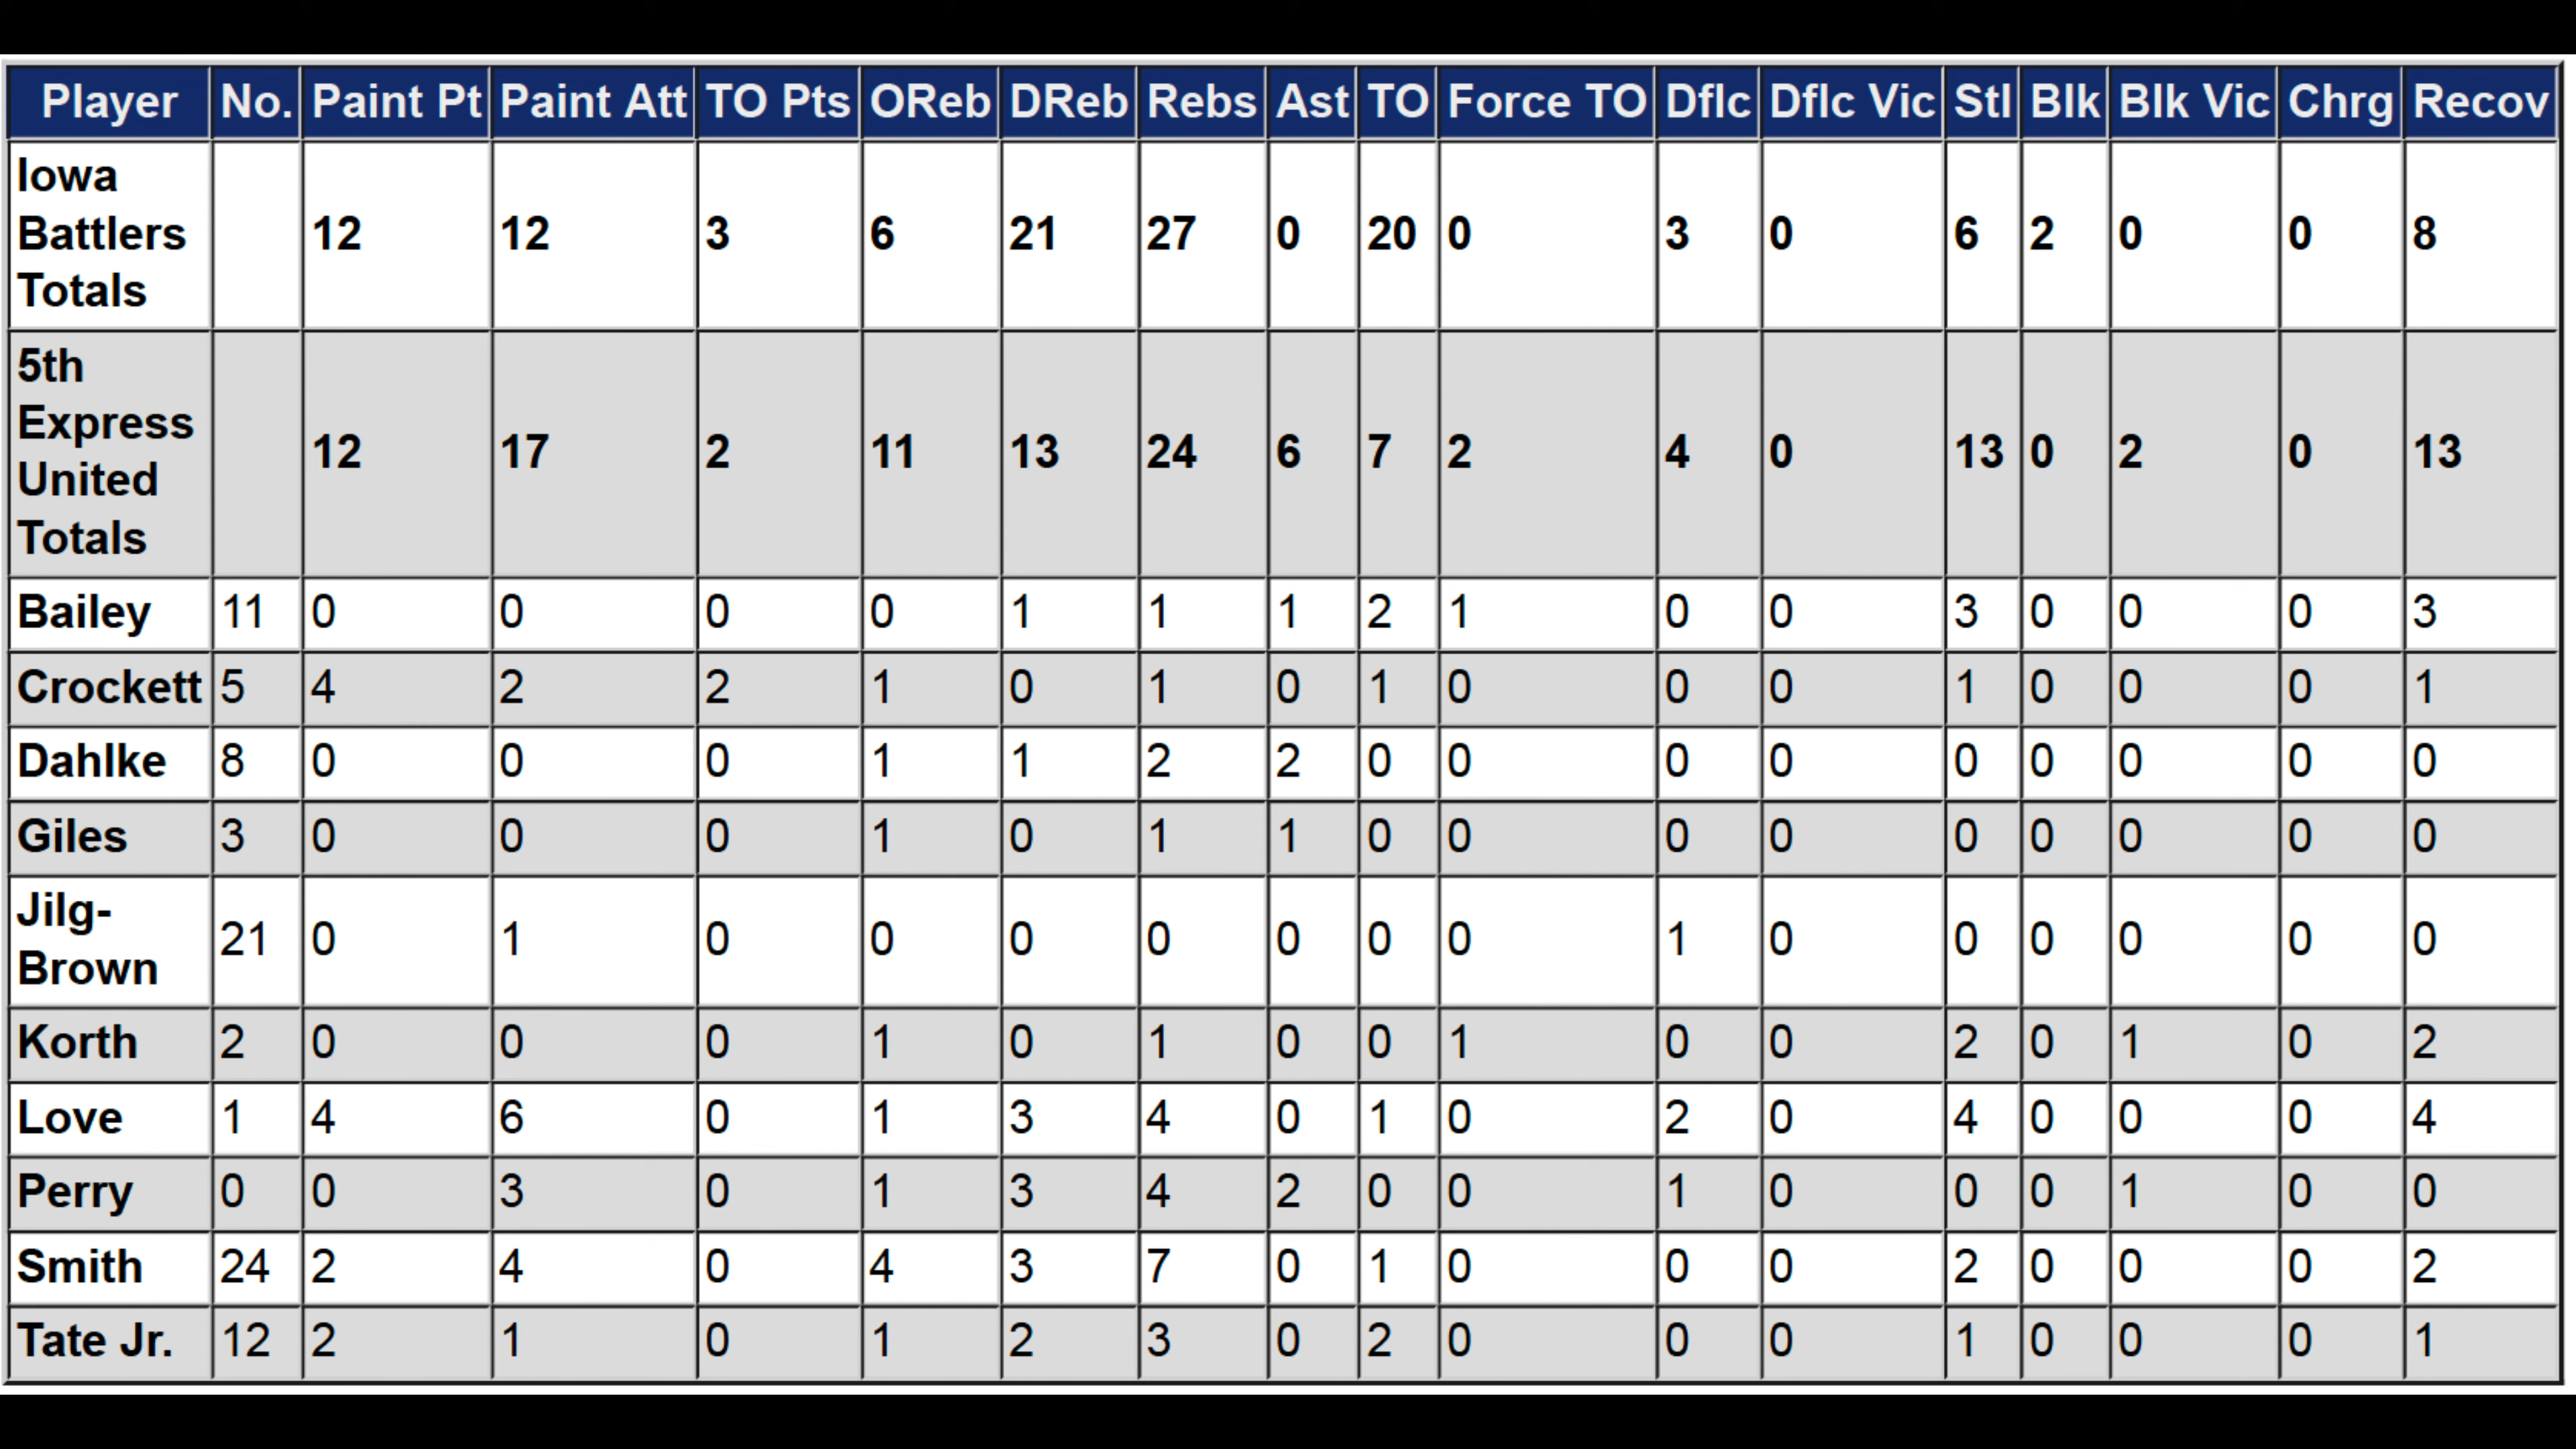 Player No. Paint Pt Paint Att TO Pts OReb DReb Rebs Ast TO Force TO Dflc Dflc Vic Stl Blk Blk Vic Chrg Recov
Iowa
Battlers 12 12 3 6 21 27 0 20 0 3 0 6 2 0 0 8
Totals
5th
Express
United 12 17 2 11 13 24 6 7 2 4 0 13 0 2 0 13
Totals
Bailey 11 0 0 0 0 1 1 1 2 1 0 0 3 0 0 0 3
Crockett 5 4 2 2 1 0 1 0 1 0 0 0 1 0 0 0 1
Dahlke 8 0 0 0 1 1 2 2 0 0 0 0 0 0 0 0 0
Giles 3 0 0 0 1 0 1 1 0 0 0 0 0 0 0 0 0
Jilg-
Brown 21 0 1 0 0 0 0 0 0 0 1 0 0 0 0 0 0
Korth 2 0 0 0 1 0 1 0 0 1 0 0 2 0 1 0 2
Love 1 4 6 0 1 3 4 0 1 0 2 0 4 0 0 0 4
Perry 0 0 3 0 1 3 4 2 0 0 1 0 0 0 1 0 0
Smith 24 2 4 0 4 3 7 0 1 0 0 0 2 0 0 0 2
Tate Jr. 12 2 1 0 1 2 3 0 2 0 0 0 1 0 0 0 1